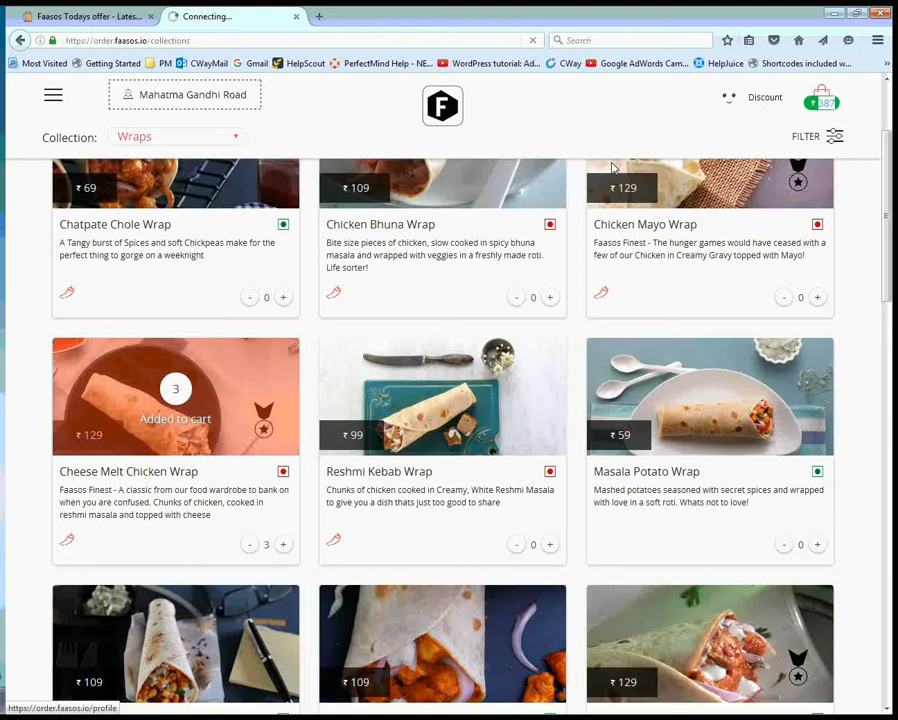 Faasos Todays offer - Lates...
Connecting...
https://order.faasos.io/collections
Search
Most Visited
Getting Started
PM
CWayMail
Gmail
HelpScout
PerfectMind Help - NE...
WordPress tutorial: Ad...
CWay
Google AdWords Cam...
HelpJuice
Shortcodes included w...
Mahatma Gandhi Road
F
Discount
₹ 387
Collection: Wraps
FILTER
₹ 69
₹ 109
₹ 129
Chatpate Chole Wrap
A Tangy burst of Spices and soft Chickpeas make for the
perfect thing to gorge on a weeknight
- 0 +
Chicken Bhuna Wrap
Bite size pieces of chicken, slow cooked in spicy bhuna
masala and wrapped with veggies in a freshly made roti.
Life sorter!
- 0 +
Chicken Mayo Wrap
Faasos Finest - The hunger games would have ceased with a
few of our Chicken in Creamy Gravy topped with Mayo!
- 0 +
3
Added to cart
₹ 129
Cheese Melt Chicken Wrap
Faasos Finest - A classic from our food wardrobe to bank on
when you are confused. Chunks of chicken, cooked in
reshmi masala and topped with cheese
- 3 +
₹ 99
Reshmi Kebab Wrap
Chunks of chicken cooked in Creamy, White Reshmi Masala
to give you a dish thats just too good to share
- 0 +
₹ 59
Masala Potato Wrap
Mashed potatoes seasoned with secret spices and wrapped
with love in a soft roti. Whats not to love!
- 0 +
₹ 109
₹ 109
₹ 129
https://order.faasos.io/profile